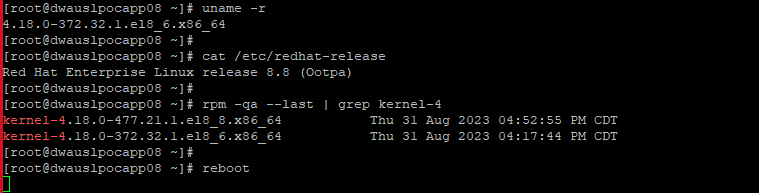 [root@dwauslpocapp08 ~]# uname -r
4.18.0-372.32.1.el8_6.x86_64
[root@dwauslpocapp08 ~]#
[root@dwauslpocapp08 ~]# cat /etc/redhat-release
Red Hat Enterprise Linux release 8.8 (Ootpa)
[root@dwauslpocapp08 ~]#
[root@dwauslpocapp08 ~]# rpm -qa --last | grep kernel-4
kernel-4.18.0-477.21.1.el8_8.x86_64           Thu 31 Aug 2023 04:52:55 PM CDT
kernel-4.18.0-372.32.1.el8_6.x86_64           Thu 31 Aug 2023 04:17:44 PM CDT
[root@dwauslpocapp08 ~]#
[root@dwauslpocapp08 ~]# reboot